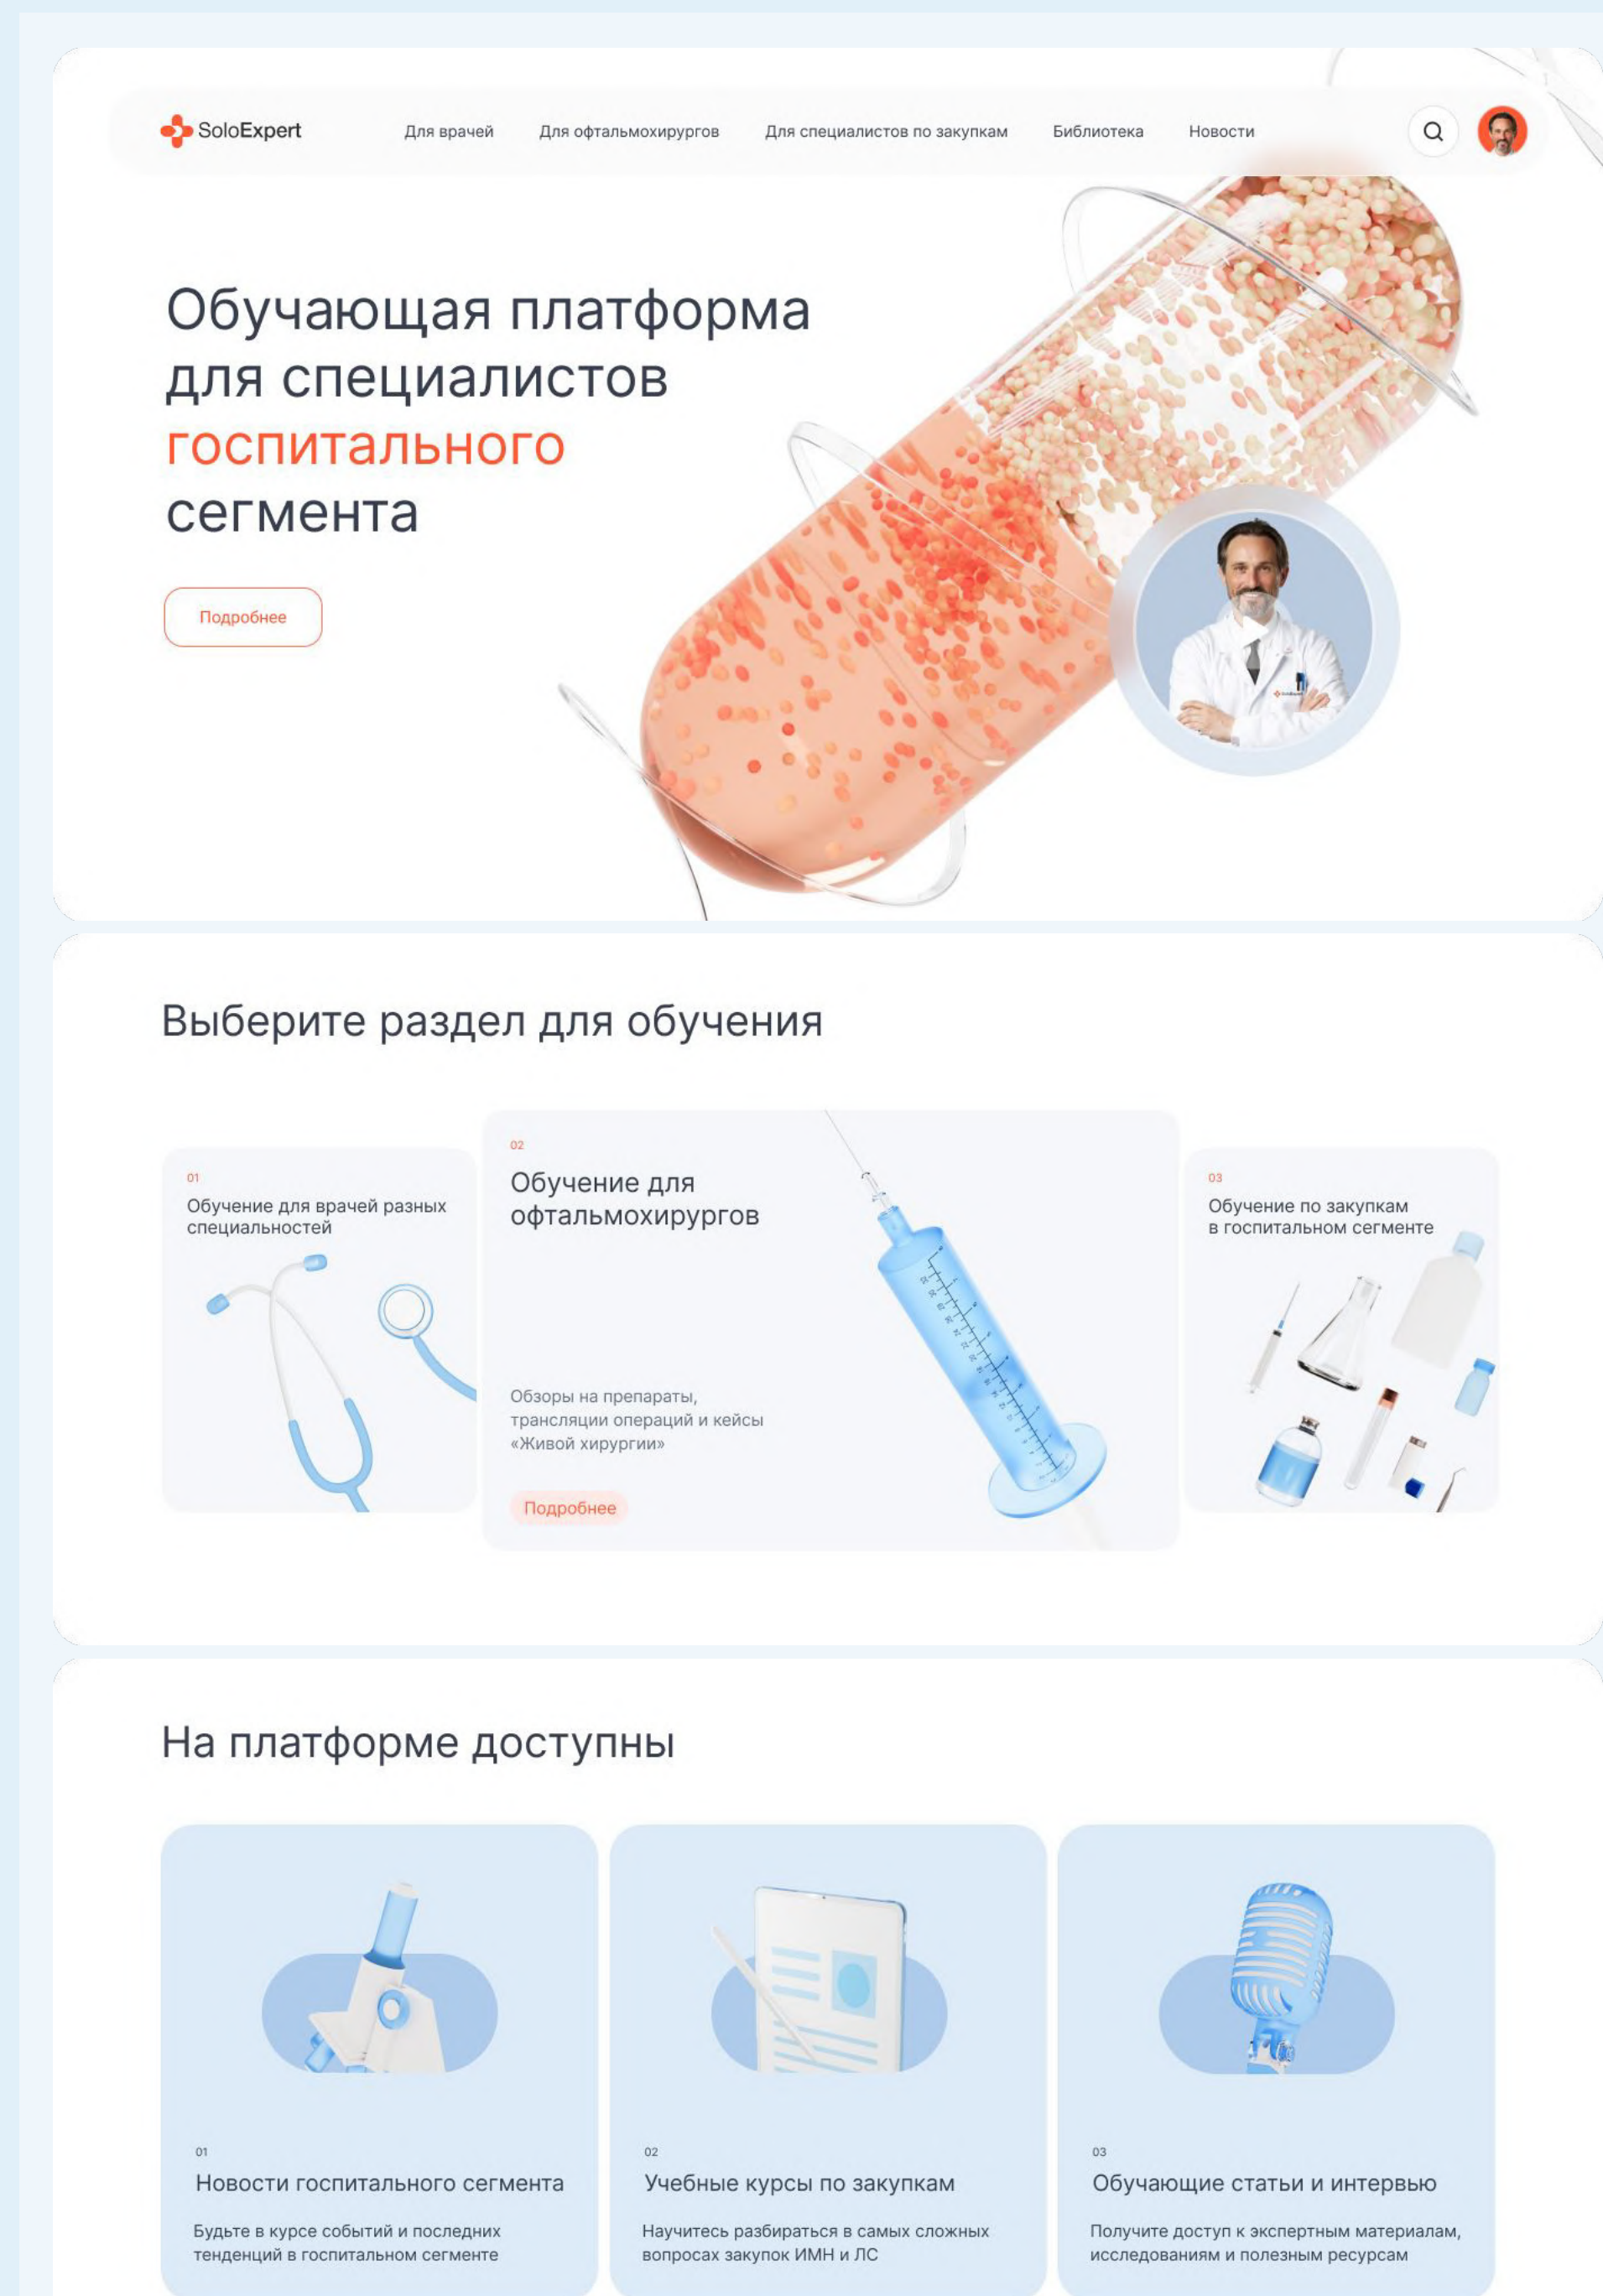 SoloExpert
Для врачей
Для офтальмохирургов
Для специалистов по закупкам
Библиотека
Новости
Обучающая платформа
для специалистов
госпитального
сегмента
Подробнее
Выберите раздел для обучения
01
Обучение для врачей разных
специальностей
02
Обучение для
офтальмохирургов
Обзоры на препараты,
трансляции операций и кейсы
«Живой хирургии»
Подробнее
03
Обучение по закупкам
в госпитальном сегменте
На платформе доступны
01
Новости госпитального сегмента
Будьте в курсе событий и последних
тенденций в госпитальном сегменте
02
Учебные курсы по закупкам
Научитесь разбираться в самых сложных
вопросах закупок ИМН и ЛС
03
Обучающие статьи и интервью
Получите доступ к экспертным материалам,
исследованиям и полезным ресурсам